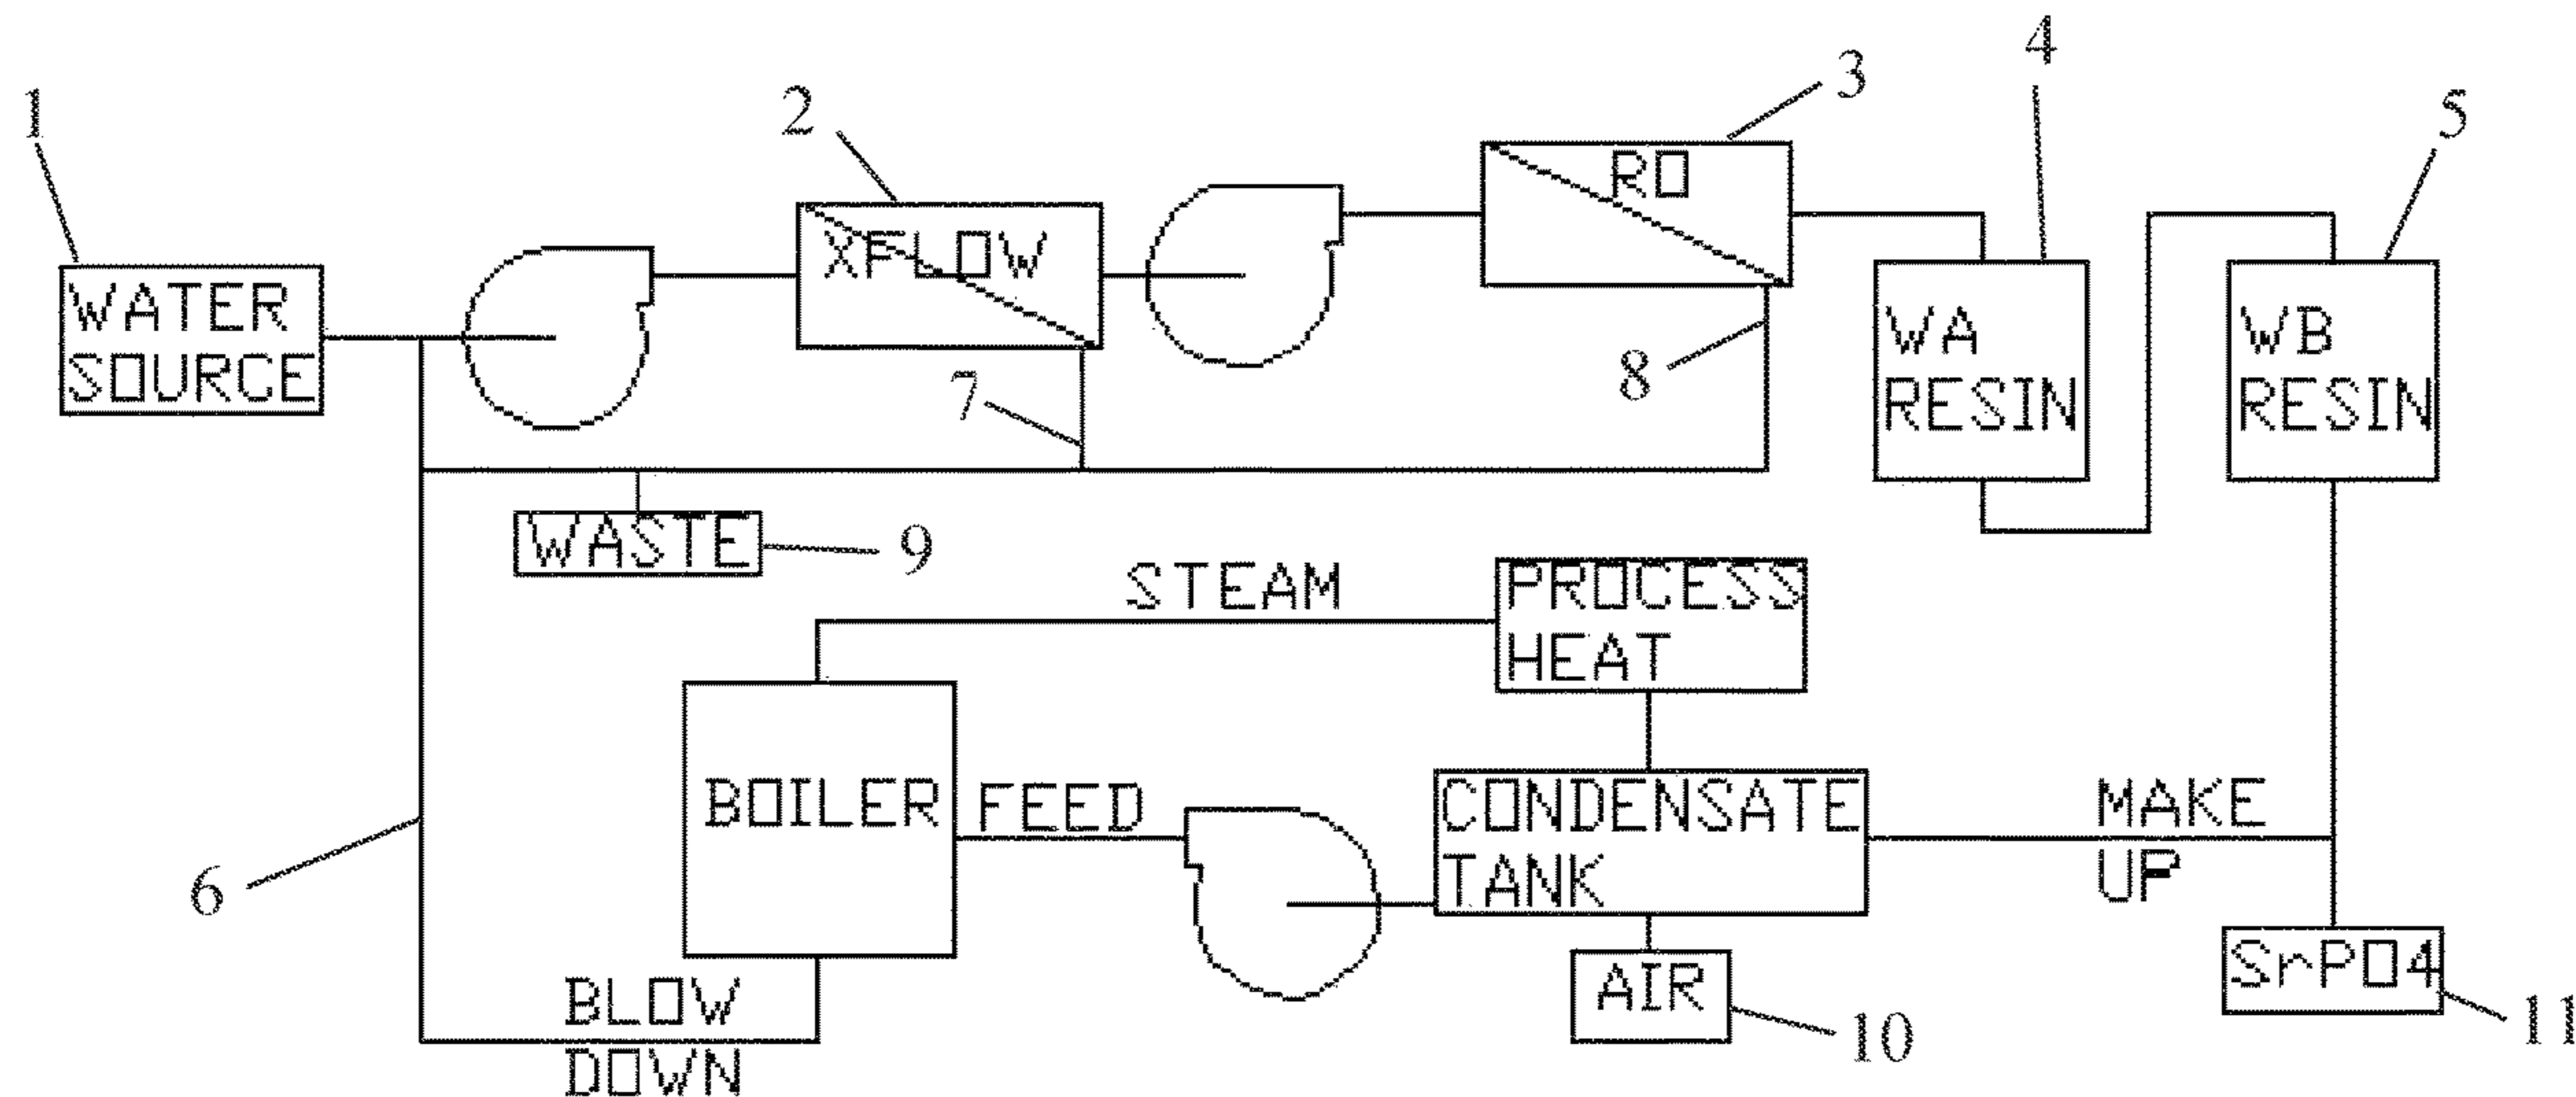 1
2
3
4
5
WATER
SOURCE
XFLOW
RO
WA
RESIN
WB
RESIN
7
8
WASTE
9
STEAM
PROCESS
HEAT
BOILER
FEED
CONDENSATE
TANK
MAKE
UP
6
BLOW
DOWN
AIR
10
SrPO4
11